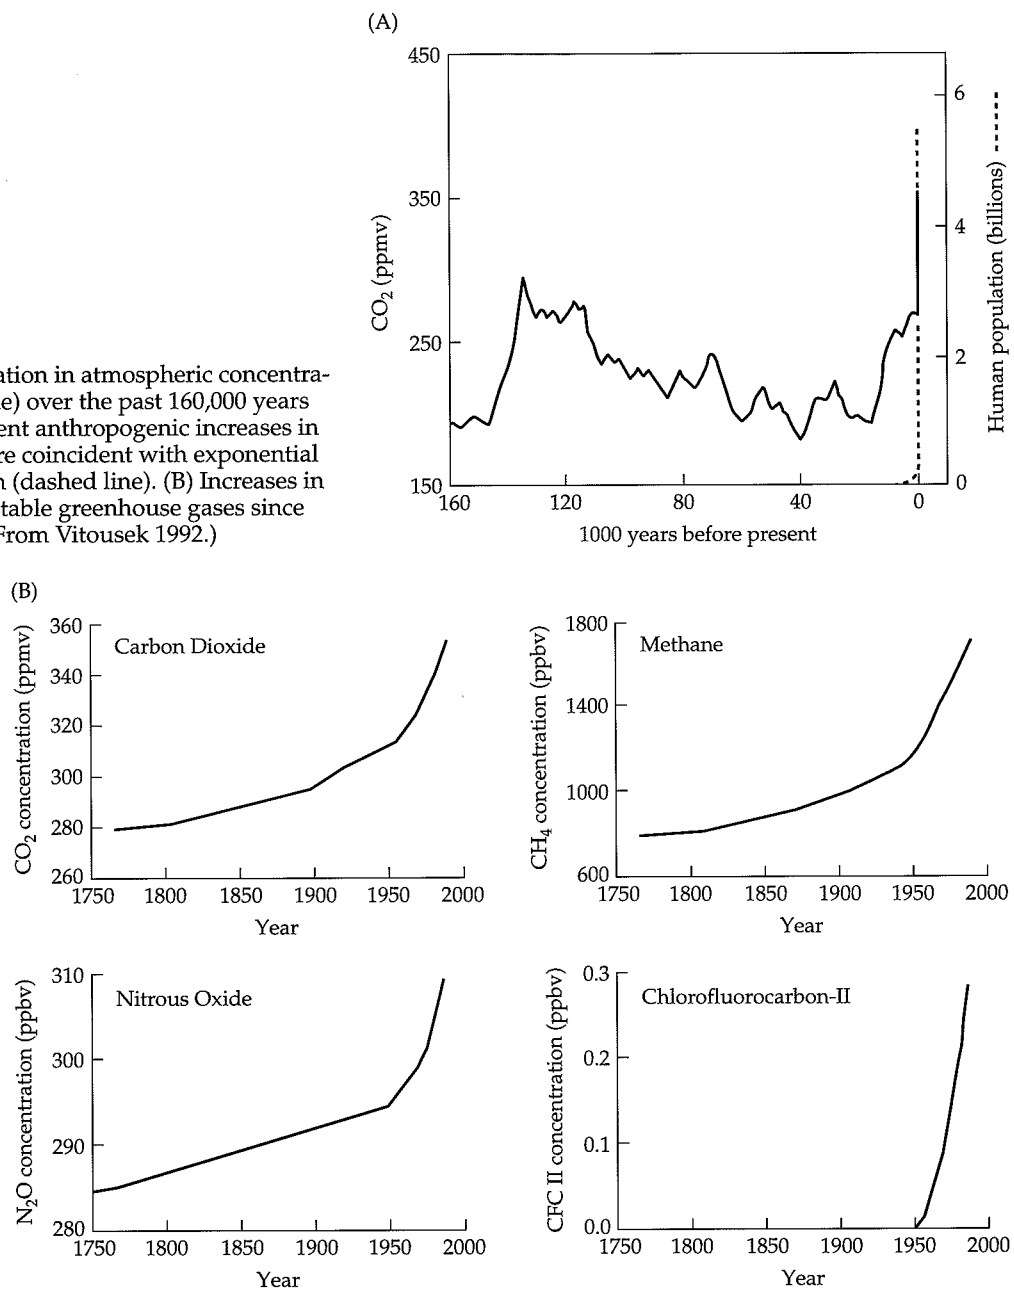 (A)
450
350
250
150
CO₂ (ppmv)
160
120
80
40
0
1000 years before present
6
4
2
0
Human population (billions)
ation in atmospheric concentra-
e) over the past 160,000 years
ent anthropogenic increases in
re coincident with exponential
n (dashed line). (B) Increases in
table greenhouse gases since
From Vitousek 1992.)
(B)
Carbon Dioxide
CO₂ concentration (ppmv)
360
340
320
300
280
260
1750 1800 1850 1900 1950 2000
Year
Methane
CH₄ concentration (ppbv)
1800
1400
1000
600
1750 1800 1850 1900 1950 2000
Year
Nitrous Oxide
N₂O concentration (ppbv)
310
300
290
280
1750 1800 1850 1900 1950 2000
Year
Chlorofluorocarbon-II
CFC II concentration (ppbv)
0.3
0.2
0.1
0.0
1750 1800 1850 1900 1950 2000
Year